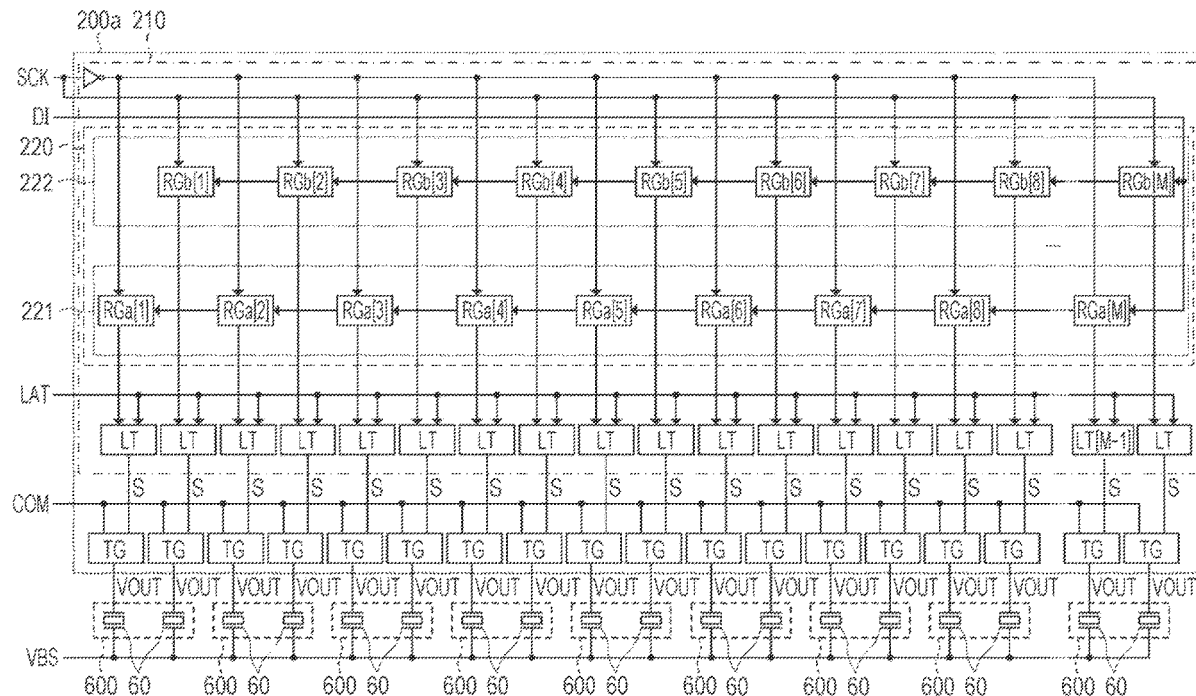 200a 210
SCK
DI
220
222
RGb[1] RGb[2] RGb[3] RGb[4] RGb[5] RGb[6] RGb[7] RGb[8] RGb[M]
221
RGa[1] RGa[2] RGa[3] RGa[4] RGa[5] RGa[6] RGa[7] RGa[8] RGa[M]
LAT
LT LT LT LT LT LT LT LT LT LT LT LT LT LT LT LT LT[M-1] LT
S S S S S S S S S S S S S S S S S S
COM
TG TG TG TG TG TG TG TG TG TG TG TG TG TG TG TG TG TG
VOUT VOUT VOUT VOUT VOUT VOUT VOUT VOUT VOUT VOUT VOUT VOUT VOUT VOUT VOUT VOUT VOUT VOUT
VBS
600 60 600 60 600 60 600 60 600 60 600 60 600 60 600 60 600 60